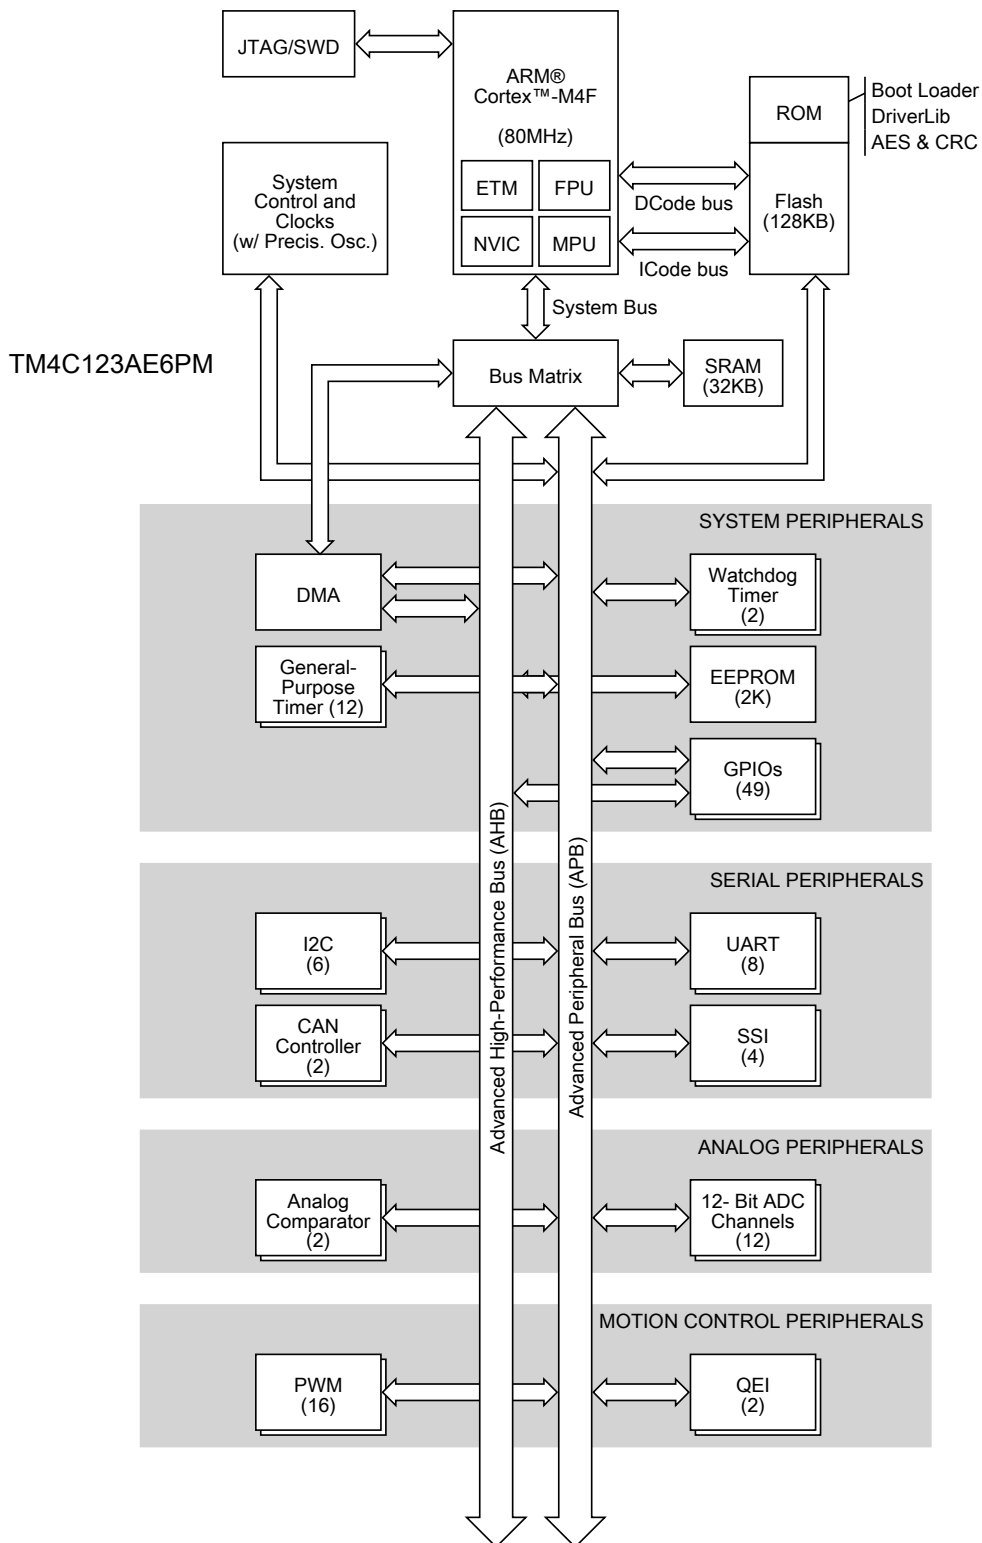 JTAG/SWD
ARM®
Cortex™-M4F
(80MHz)
ETM
FPU
NVIC
MPU
ROM
Boot Loader
DriverLib
AES & CRC
Flash
(128KB)
DCode bus
ICode bus
System
Control and
Clocks
(w/ Precis. Osc.)
System Bus
TM4C123AE6PM
Bus Matrix
SRAM
(32KB)
SYSTEM PERIPHERALS
DMA
Watchdog
Timer
(2)
General-
Purpose
Timer (12)
EEPROM
(2K)
GPIOs
(49)
Advanced High-Performance Bus (AHB)
Advanced Peripheral Bus (APB)
SERIAL PERIPHERALS
I2C
(6)
UART
(8)
CAN
Controller
(2)
SSI
(4)
ANALOG PERIPHERALS
Analog
Comparator
(2)
12- Bit ADC
Channels
(12)
MOTION CONTROL PERIPHERALS
PWM
(16)
QEI
(2)